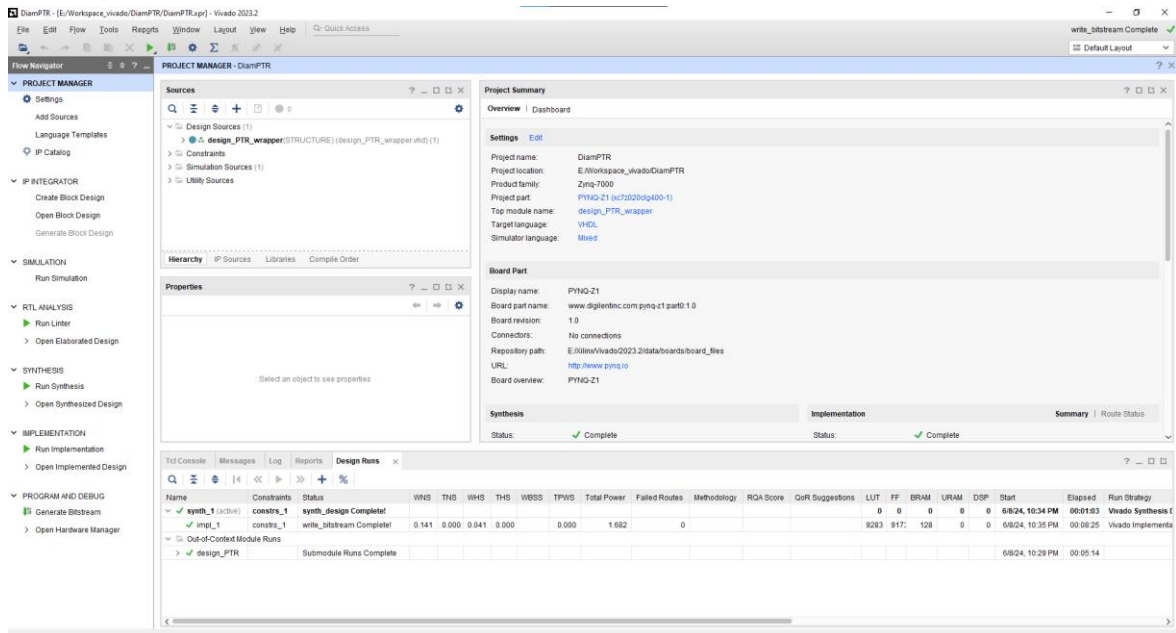 DiamPTR - [E:/Workspace_vivado/DiamPTR/DiamPTR.xpr] - Vivado 2023.2
File Edit Flow Tools Reports Window Layout View Help Quick Access
write_bitstream Complete
Default Layout
Flow Navigator
PROJECT MANAGER - DiamPTR
PROJECT MANAGER
Settings
Add Sources
Language Templates
IP Catalog
IP INTEGRATOR
Create Block Design
Open Block Design
Generate Block Design
SIMULATION
Run Simulation
RTL ANALYSIS
Run Linter
Open Elaborated Design
SYNTHESIS
Run Synthesis
Open Synthesized Design
IMPLEMENTATION
Run Implementation
Open Implemented Design
PROGRAM AND DEBUG
Generate Bitstream
Open Hardware Manager
Sources
0
Design Sources (1)
design_PTR_wrapper(STRUCTURE) (design_PTR_wrapper.vhd) (1)
Constraints
Simulation Sources (1)
Utility Sources
Hierarchy IP Sources Libraries Compile Order
Properties
Select an object to see properties
Project Summary
Overview | Dashboard
Settings Edit
Project name: DiamPTR
Project location: E:/Workspace_vivado/DiamPTR
Product family: Zynq-7000
Project part: PYNQ-Z1 (xc7z020clg400-1)
Top module name: design_PTR_wrapper
Target language: VHDL
Simulator language: Mixed
Board Part
Display name: PYNQ-Z1
Board part name: www.digilentinc.com:pynq-z1:part0:1.0
Board revision: 1.0
Connectors: No connections
Repository path: E:/Xilinx/Vivado/2023.2/data/boards/board_files
URL: http://www.pynq.io
Board overview: PYNQ-Z1
Synthesis
Status: Complete
Implementation Summary | Route Status
Status: Complete
Tcl Console Messages Log Reports Design Runs
Name Constraints Status WNS TNS WHS THS WBSS TPWS Total Power Failed Routes Methodology RQA Score QoR Suggestions LUT FF BRAM URAM DSP Start Elapsed Run Strategy
synth_1 (active) constrs_1 synth_design Complete! 0 0 0 0 0 6/8/24, 10:34 PM 00:01:03 Vivado Synthesis D
impl_1 constrs_1 write_bitstream Complete! 0.141 0.000 0.041 0.000 0.000 1.682 0 9283 917 128 0 0 6/8/24, 10:35 PM 00:08:25 Vivado Implementa
Out-of-Context Module Runs
design_PTR Submodule Runs Complete 6/8/24, 10:29 PM 00:05:14